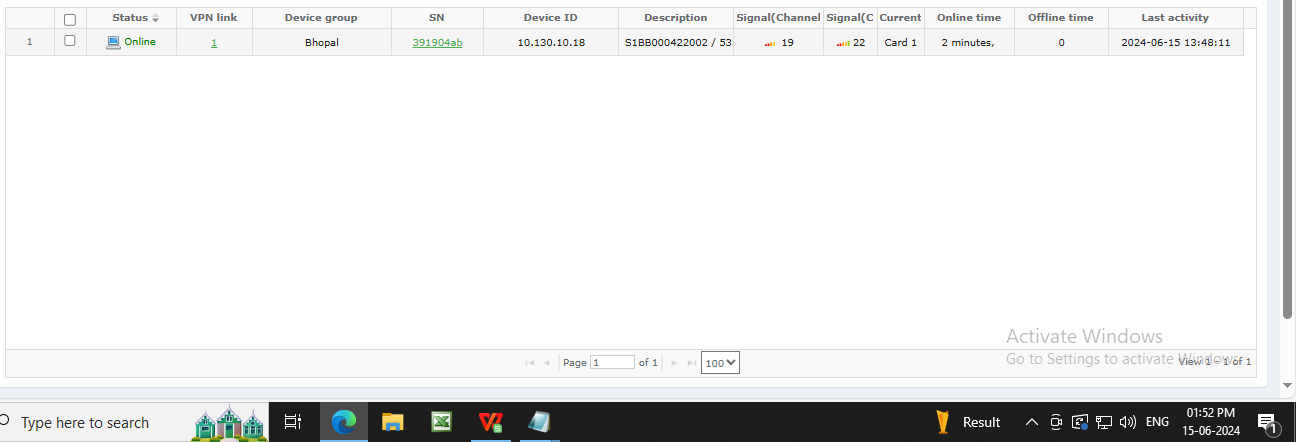 Status VPN link Device group SN Device ID Description Signal(Channel Signal(C Current Online time Offline time Last activity
1 Online 1 Bhopal 391904ab 10.130.10.18 S1BB000422002 / 53 19 22 Card 1 2 minutes, 0 2024-06-15 13:48:11
Activate Windows
Go to Settings to activate Windows.
Page 1 of 1 100 View 1 - 1 of 1
Type here to search Result ENG 01:52 PM
15-06-2024 1